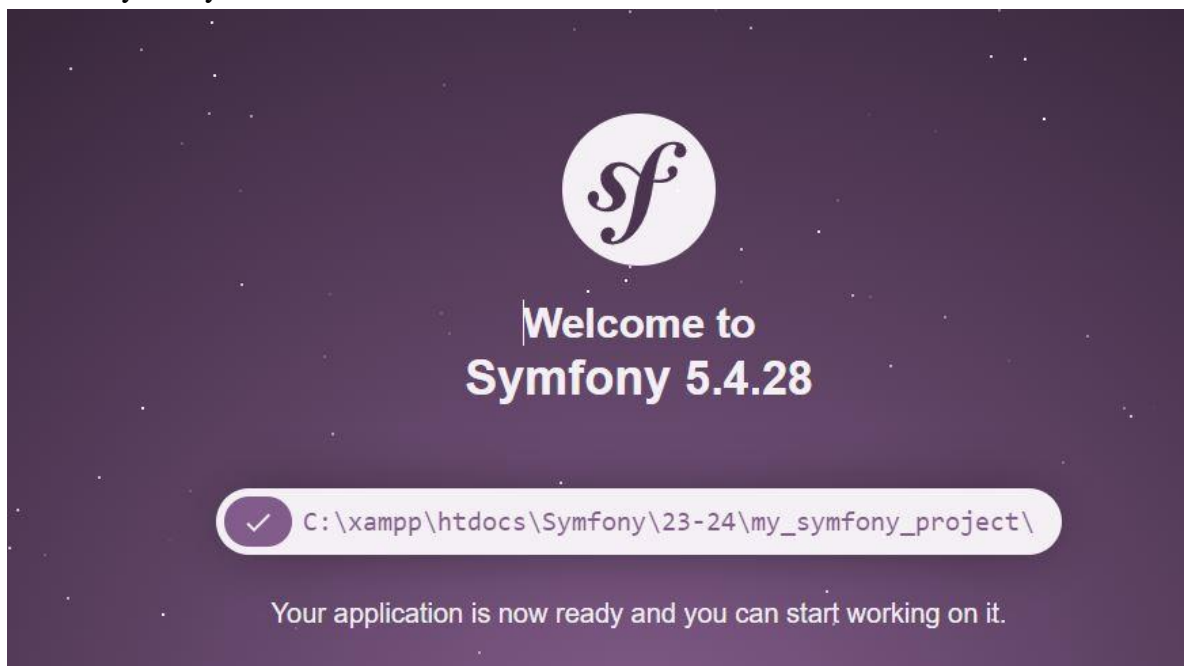 sf
Welcome to
Symfony 5.4.28
C:\xampp\htdocs\Symfony\23-24\my_symfony_project\
Your application is now ready and you can start working on it.